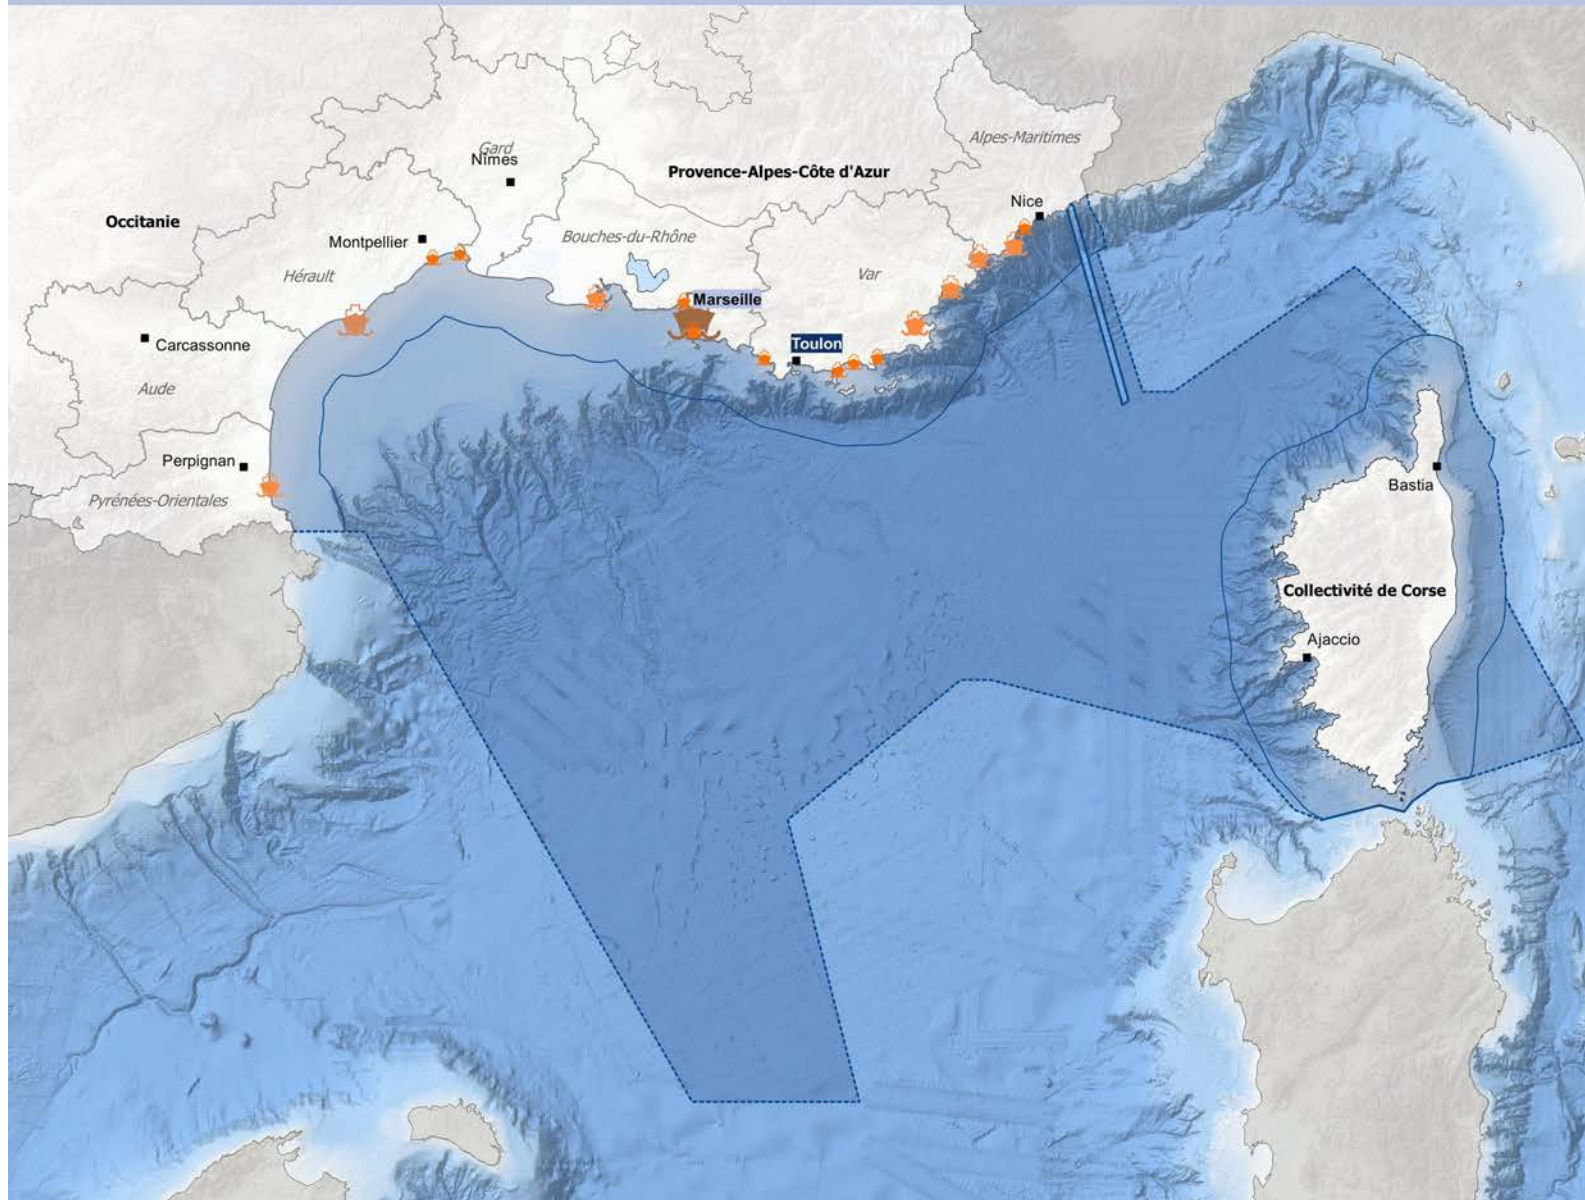 Alpes-Maritimes
Gard
Nîmes
Provence-Alpes-Côte d'Azur
Nice
Occitanie
Montpellier
Bouches-du-Rhône
Hérault
Var
Marseille
Toulon
Carcassonne
Aude
Perpignan
Pyrénées-Orientales
Bastia
Collectivité de Corse
Ajaccio